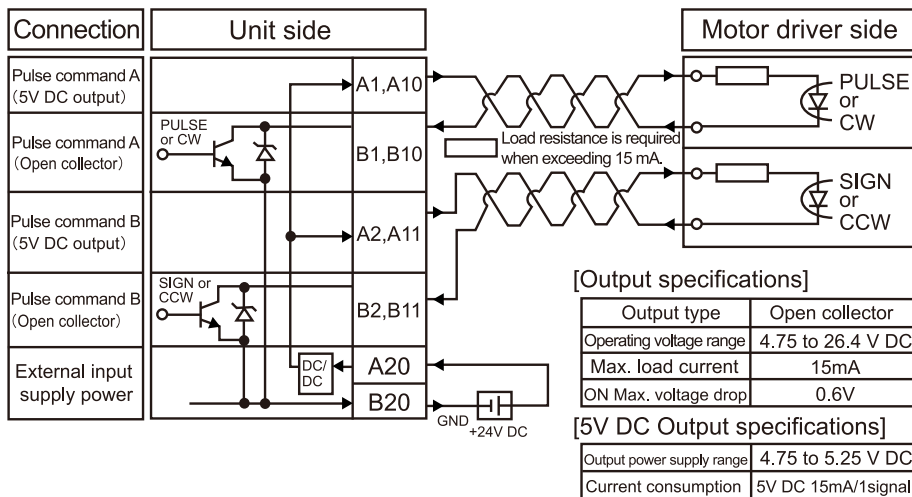 Connection
Unit side
Motor driver side
Pulse command A
(5V DC output)
A1,A10
PULSE
or
CW
Pulse command A
(Open collector)
PULSE
or CW
B1,B10
Load resistance is required
when exceeding 15 mA.
Pulse command B
(5V DC output)
A2,A11
SIGN
or
CCW
Pulse command B
(Open collector)
SIGN or
CCW
B2,B11
External input
supply power
DC/
DC
A20
B20
GND
+24V DC
[Output specifications]
Output type Open collector
Operating voltage range 4.75 to 26.4 V DC
Max. load current 15mA
ON Max. voltage drop 0.6V
[5V DC Output specifications]
Output power supply range 4.75 to 5.25 V DC
Current consumption 5V DC 15mA/1signal